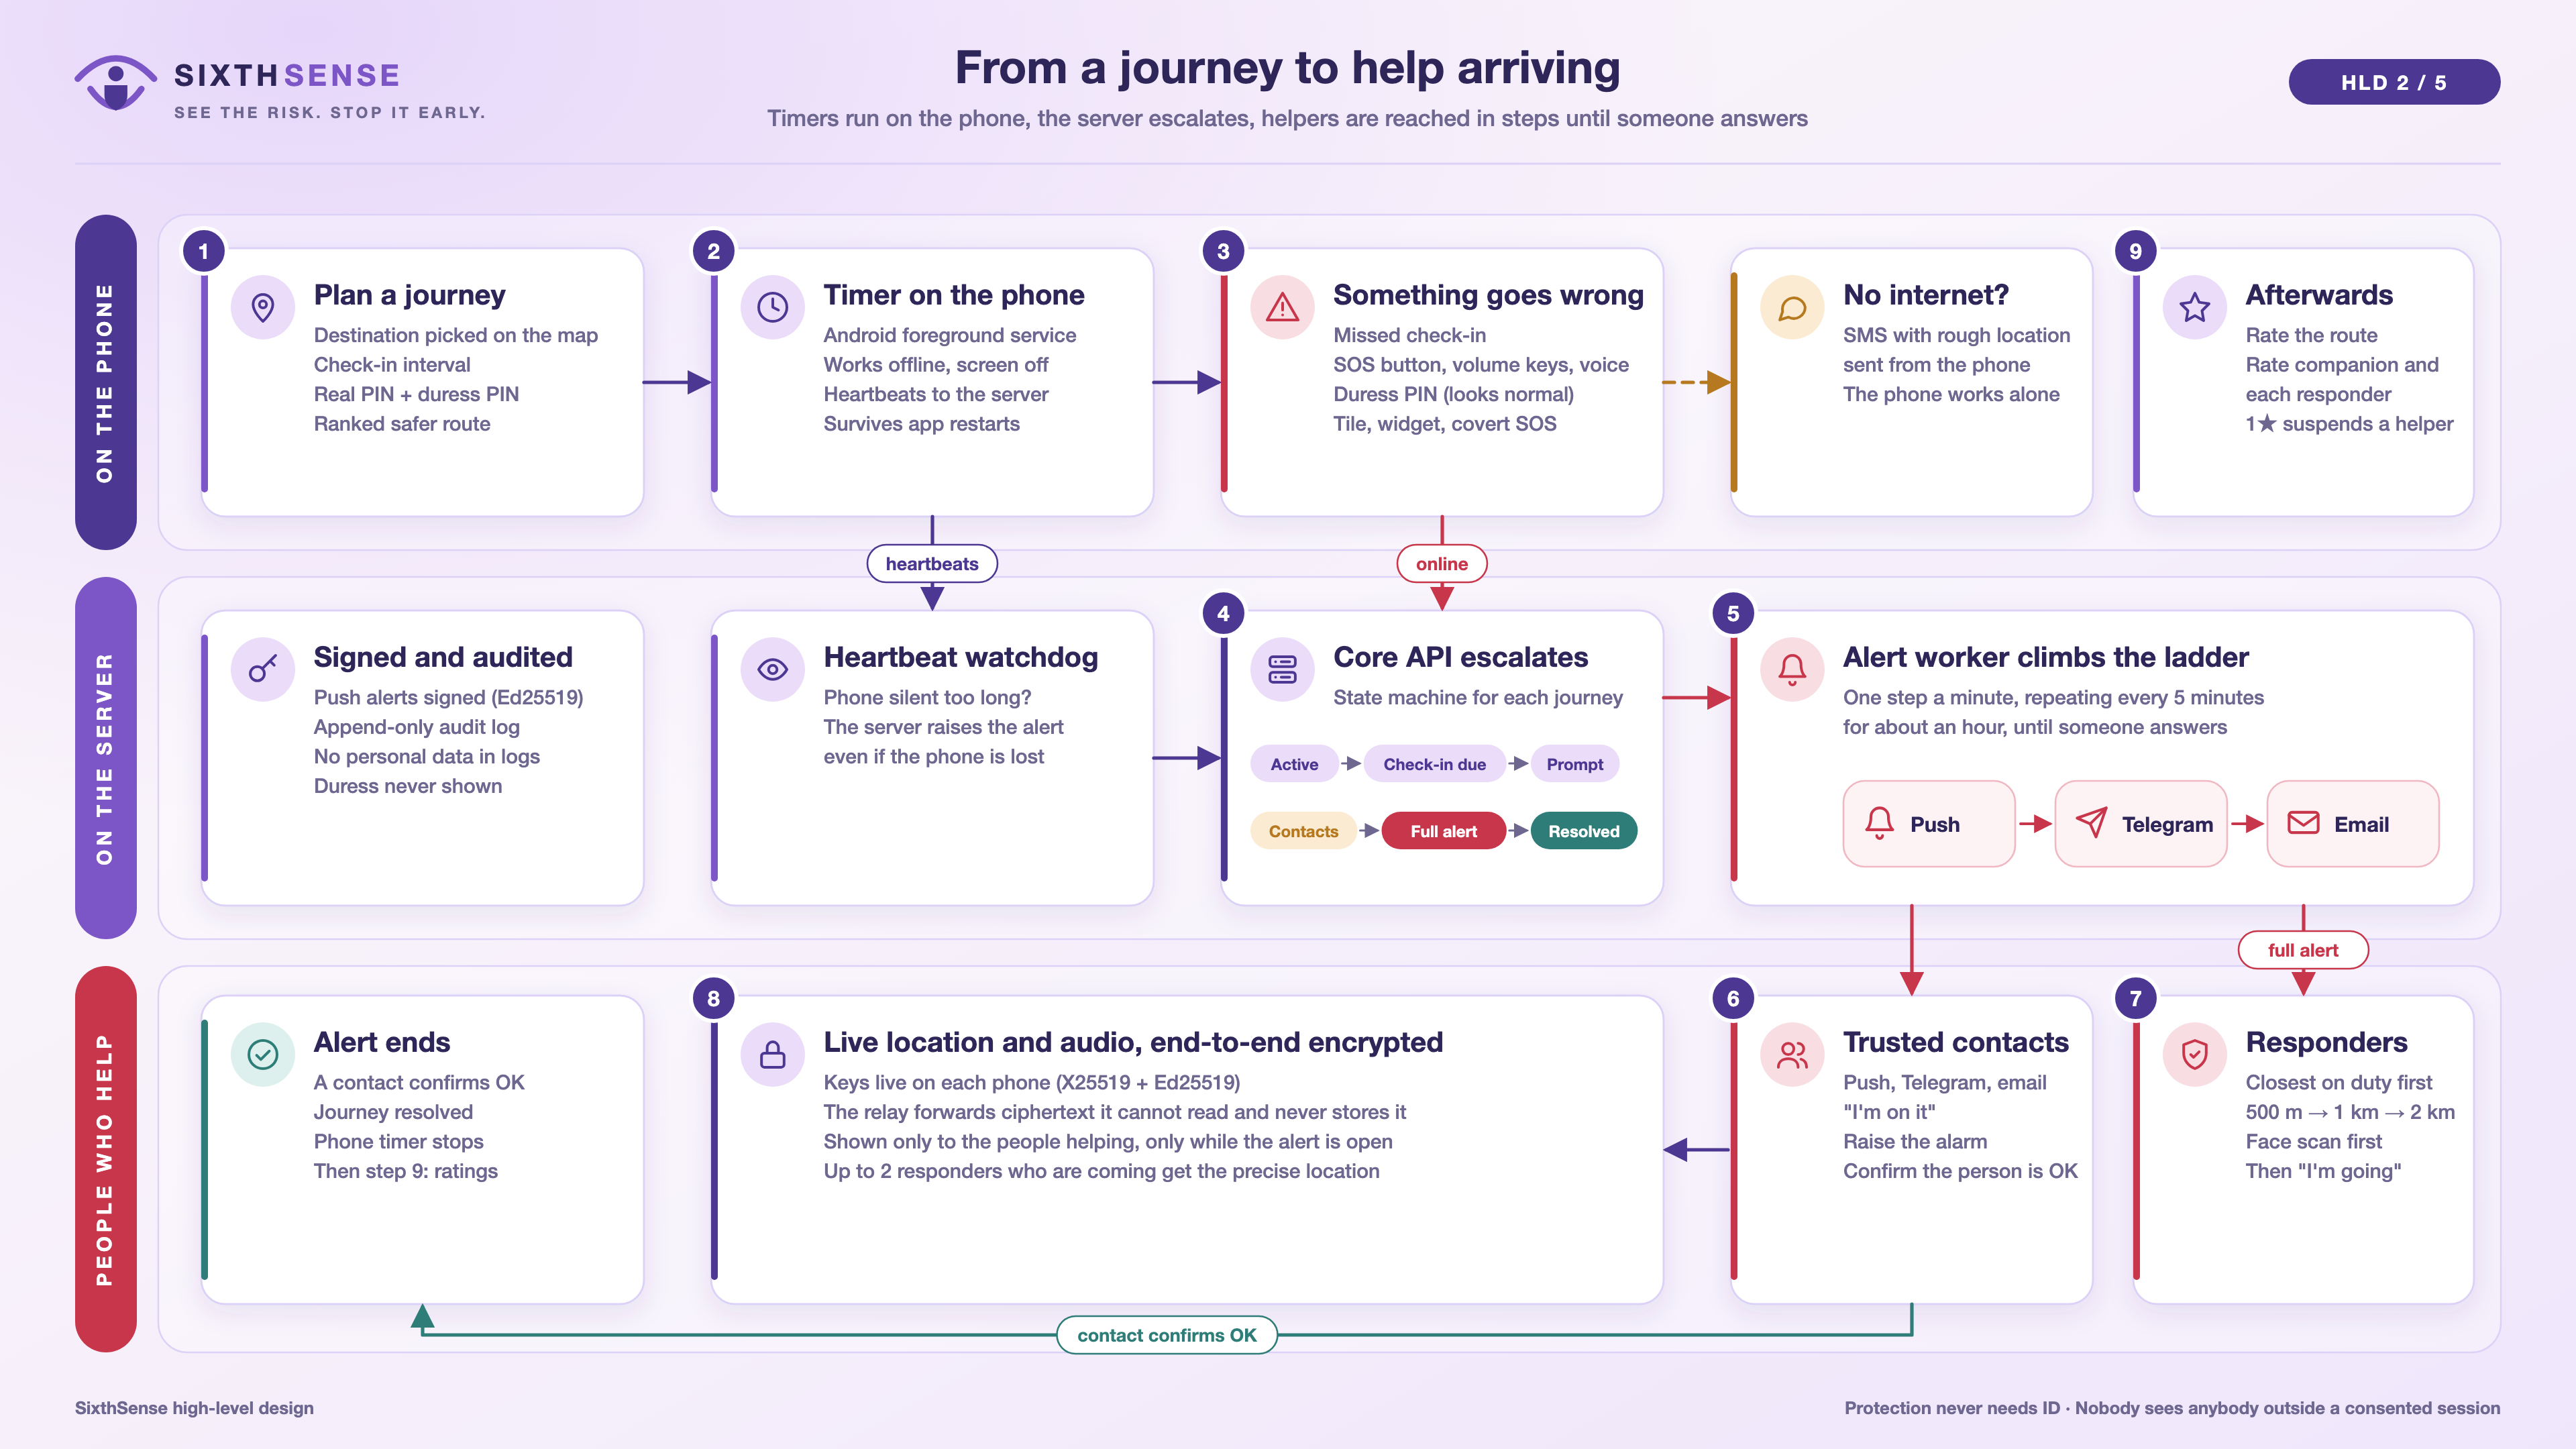 SIXTHSENSE
SEE THE RISK. STOP IT EARLY.
From a journey to help arriving
Timers run on the phone, the server escalates, helpers are reached in steps until someone answers
HLD 2 / 5
ON THE PHONE
1
Plan a journey
Destination picked on the map
Check-in interval
Real PIN + duress PIN
Ranked safer route
2
Timer on the phone
Android foreground service
Works offline, screen off
Heartbeats to the server
Survives app restarts
3
Something goes wrong
Missed check-in
SOS button, volume keys, voice
Duress PIN (looks normal)
Tile, widget, covert SOS
No internet?
SMS with rough location
sent from the phone
The phone works alone
9
Afterwards
Rate the route
Rate companion and
each responder
1★ suspends a helper
heartbeats
online
ON THE SERVER
Signed and audited
Push alerts signed (Ed25519)
Append-only audit log
No personal data in logs
Duress never shown
Heartbeat watchdog
Phone silent too long?
The server raises the alert
even if the phone is lost
4
Core API escalates
State machine for each journey
Active
Check-in due
Prompt
Contacts
Full alert
Resolved
5
Alert worker climbs the ladder
One step a minute, repeating every 5 minutes
for about an hour, until someone answers
Push
Telegram
Email
full alert
PEOPLE WHO HELP
Alert ends
A contact confirms OK
Journey resolved
Phone timer stops
Then step 9: ratings
8
Live location and audio, end-to-end encrypted
Keys live on each phone (X25519 + Ed25519)
The relay forwards ciphertext it cannot read and never stores it
Shown only to the people helping, only while the alert is open
Up to 2 responders who are coming get the precise location
6
Trusted contacts
Push, Telegram, email
"I'm on it"
Raise the alarm
Confirm the person is OK
7
Responders
Closest on duty first
500 m → 1 km → 2 km
Face scan first
Then "I'm going"
contact confirms OK
SixthSense high-level design
Protection never needs ID · Nobody sees anybody outside a consented session